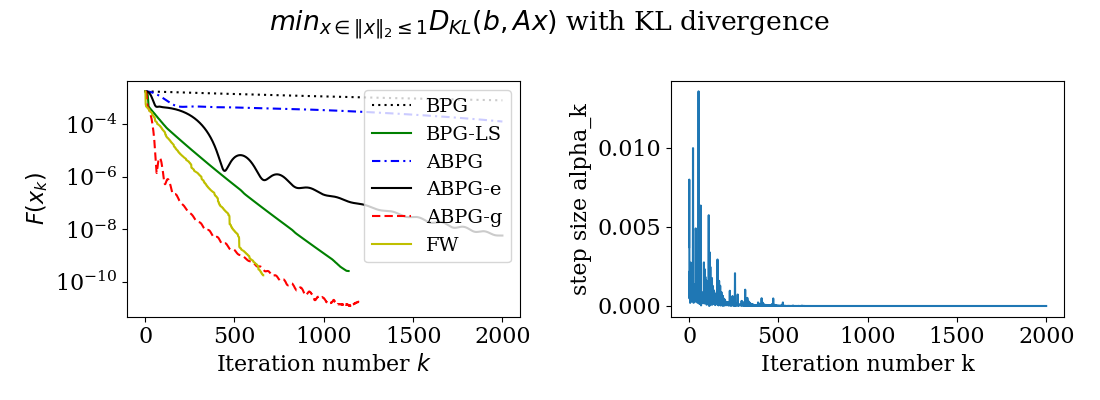 min_{x∈‖x‖₂≤1} D_{KL}(b, Ax) with KL divergence
F(x_k)
10⁻⁴
10⁻⁶
10⁻⁸
10⁻¹⁰
BPG
BPG-LS
ABPG
ABPG-e
ABPG-g
FW
0
500
1000
1500
2000
Iteration number k
step size alpha_k
0.010
0.005
0.000
0
500
1000
1500
2000
Iteration number k